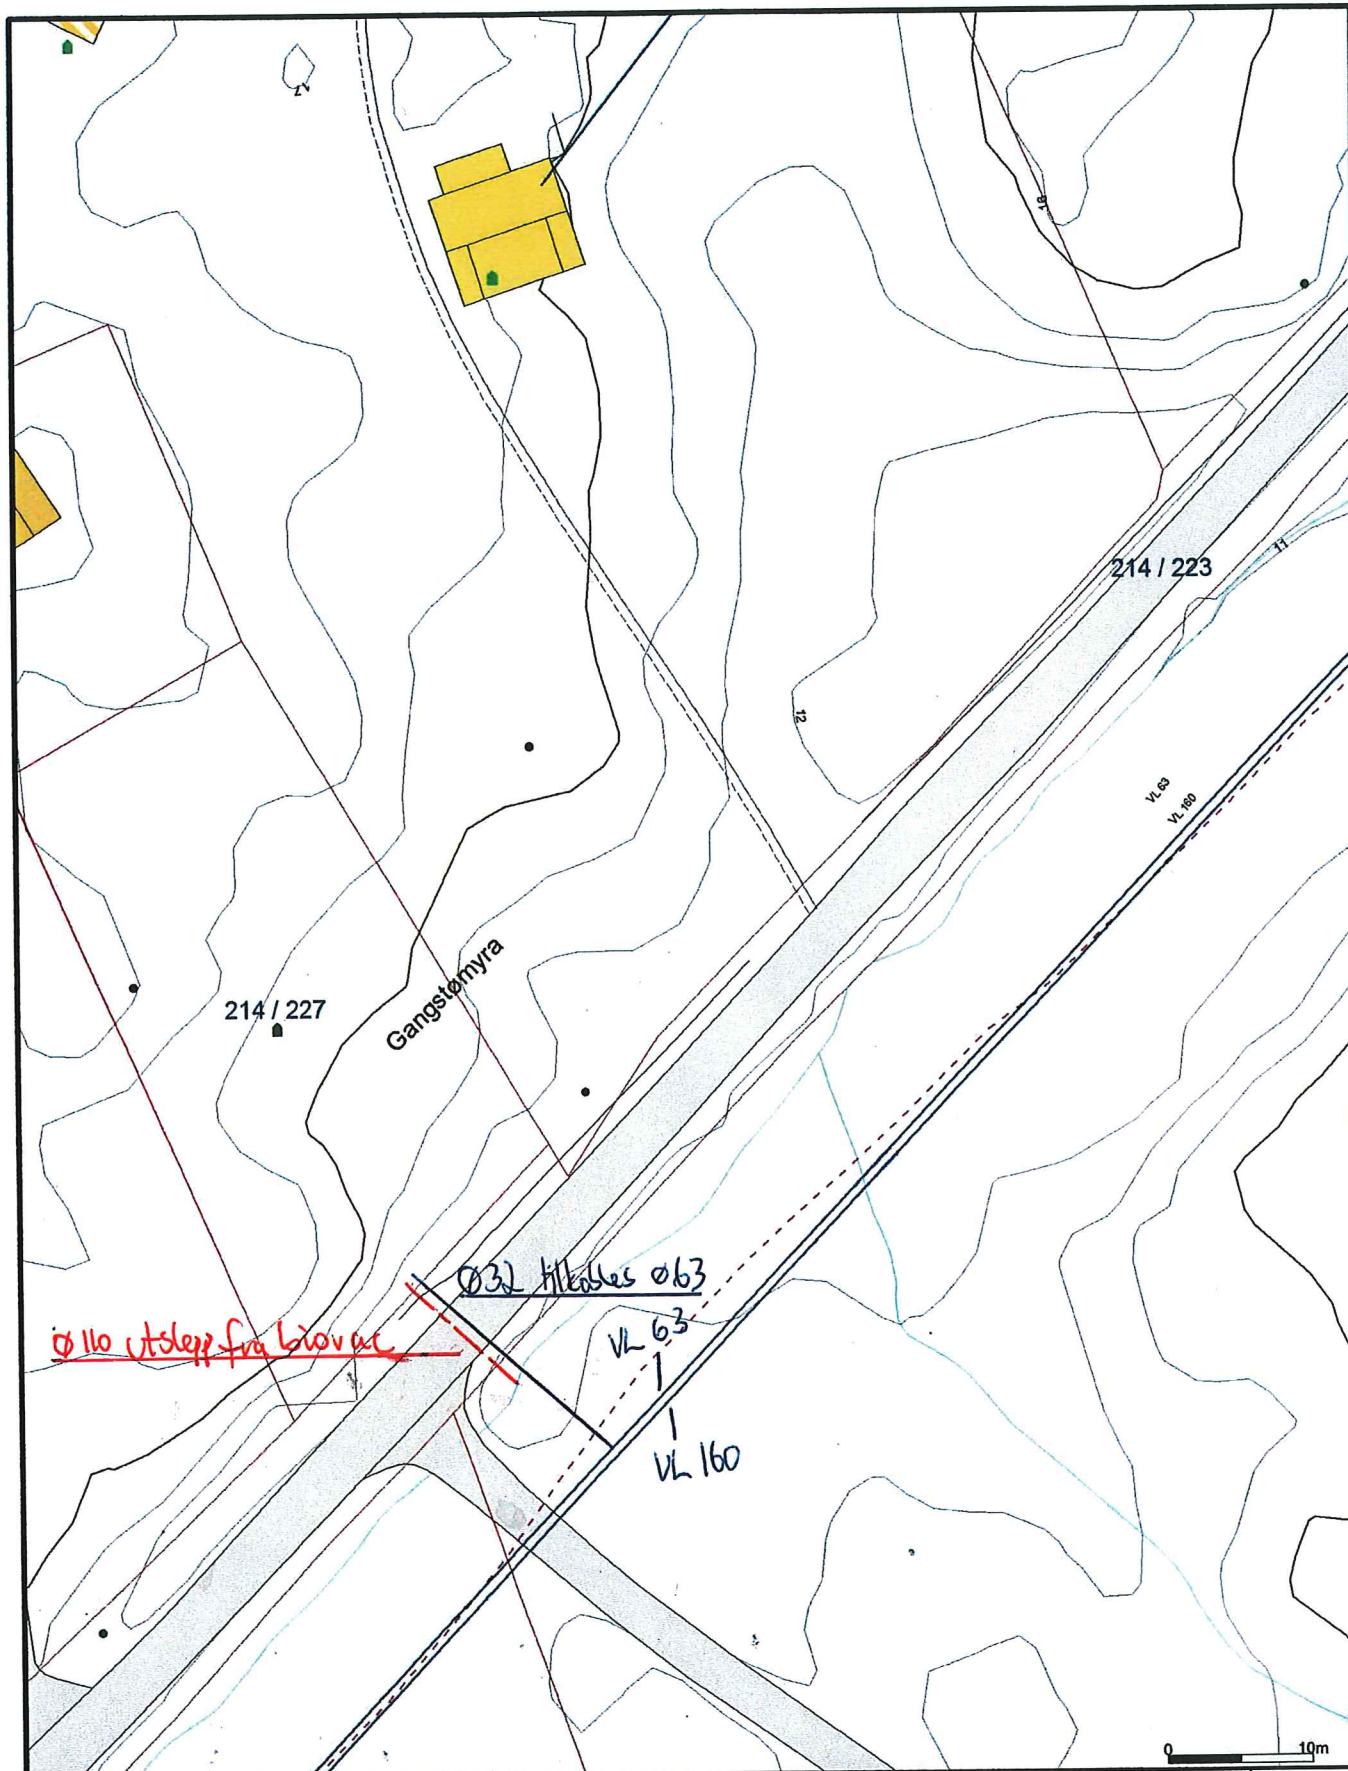 17
18
214 / 223
11
12
VL 63
VL 160
Gangstømyra
214 / 227
Ø32 tilkobles Ø63
Ø110 utslepp fra biovac
VL 63
VL 160
0 10m